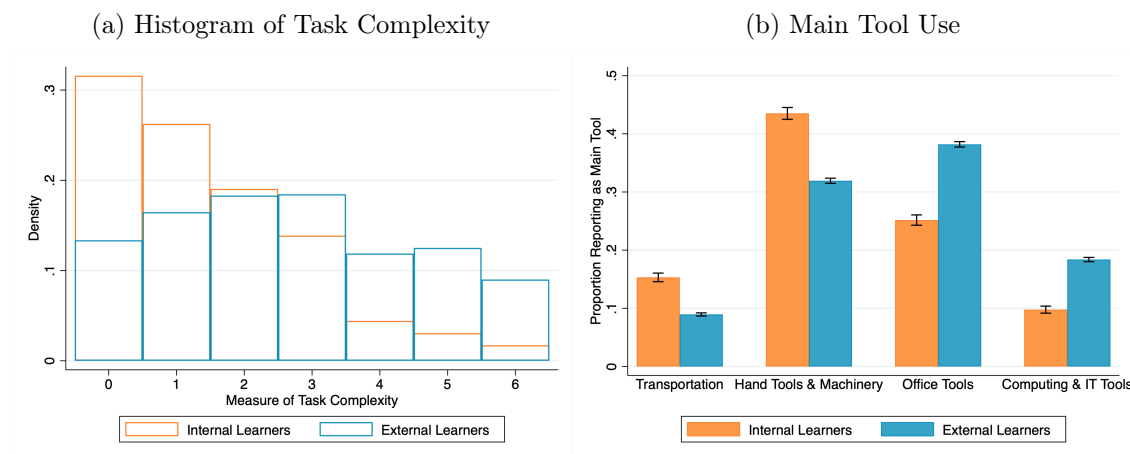 (a) Histogram of Task Complexity
(b) Main Tool Use
Density
0
.1
.2
.3
0 1 2 3 4 5 6
Measure of Task Complexity
Internal Learners External Learners
Proportion Reporting as Main Tool
0
.1
.2
.3
.4
.5
Transportation Hand Tools & Machinery Office Tools Computing & IT Tools
Internal Learners External Learners